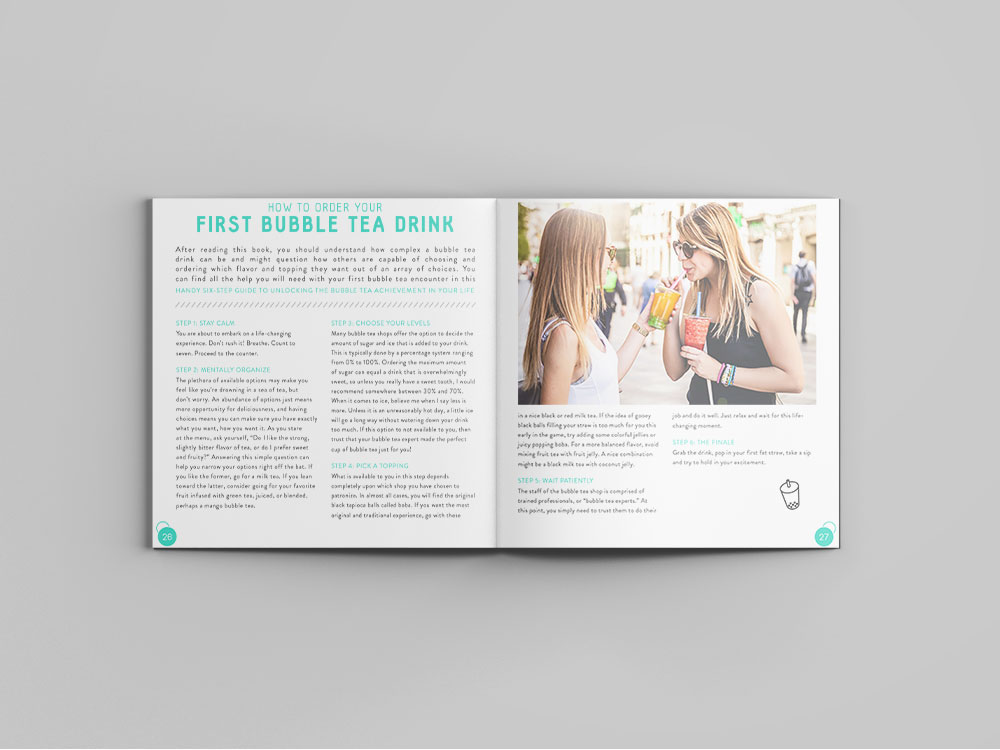 HOW TO ORDER YOUR
FIRST BUBBLE TEA DRINK
After reading this book, you should understand how complex a bubble tea
drink can be and might question how others are capable of choosing and
ordering which flavor and topping they want out of an array of choices. You
can find all the help you will need with your first bubble tea encounter in this
HANDY SIX-STEP GUIDE TO UNLOCKING THE BUBBLE TEA ACHIEVEMENT IN YOUR LIFE
STEP 1: STAY CALM
You are about to embark on a life-changing
experience. Don't rush it! Breathe. Count to
seven. Proceed to the counter.
STEP 2: MENTALLY ORGANIZE
The plethora of available options may make you
feel like you're drowning in a sea of tea, but
don't worry. An abundance of options just means
more opportunity for deliciousness, and having
choices means you can make sure you have exactly
what you want, how you want it. As you stare
at the menu, ask yourself, "Do I like the strong,
slightly bitter flavor of tea, or do I prefer sweet
and fruity?" Answering this simple question can
help you narrow your options right off the bat. If
you like the former, go for a milk tea. If you lean
toward the latter, consider going for your favorite
fruit infused with green tea, juiced, or blended,
perhaps a mango bubble tea.
STEP 3: CHOOSE YOUR LEVELS
Many bubble tea shops offer the option to decide the
amount of sugar and ice that is added to your drink.
This is typically done by a percentage system ranging
from 0% to 100%. Ordering the maximum amount
of sugar can equal a drink that is overwhelmingly
sweet, so unless you really have a sweet tooth, I would
recommend somewhere between 30% and 70%.
When it comes to ice, believe me when I say less is
more. Unless it is an unreasonably hot day, a little ice
will go a long way without watering down your drink
too much. If this option is not available to you, then
trust that your bubble tea expert made the perfect
cup of bubble tea just for you!
STEP 4: PICK A TOPPING
What is available to you in this step depends
completely upon which shop you have chosen to
patronize. In almost all cases, you will find the original
black tapioca balls called boba. If you want the most
original and traditional experience, go with these
26
in a nice black or red milk tea. If the idea of gooey
black balls filling your straw is too much for you this
early in the game, try adding some colorful jellies or
juicy popping boba. For a more balanced flavor, avoid
mixing fruit tea with fruit jelly. A nice combination
might be a black milk tea with coconut jelly.
STEP 5: WAIT PATIENTLY
The staff of the bubble tea shop is comprised of
trained professionals, or "bubble tea experts." At
this point, you simply need to trust them to do their
job and do it well. Just relax and wait for this life-
changing moment.
STEP 6: THE FINALE
Grab the drink, pop in your first fat straw, take a sip
and try to hold in your excitement.
27